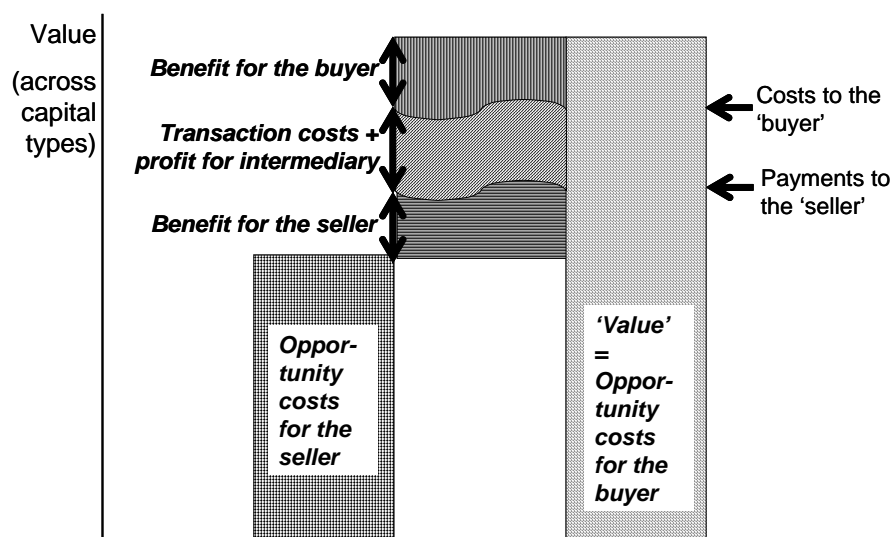 Value
(across
capital
types)
Benefit for the buyer
Transaction costs +
profit for intermediary
Benefit for the seller
Costs to the
‘buyer’
Payments to
the ‘seller’
Oppor-
tunity
costs
for the
seller
‘Value’
=
Oppor-
tunity
costs
for the
buyer